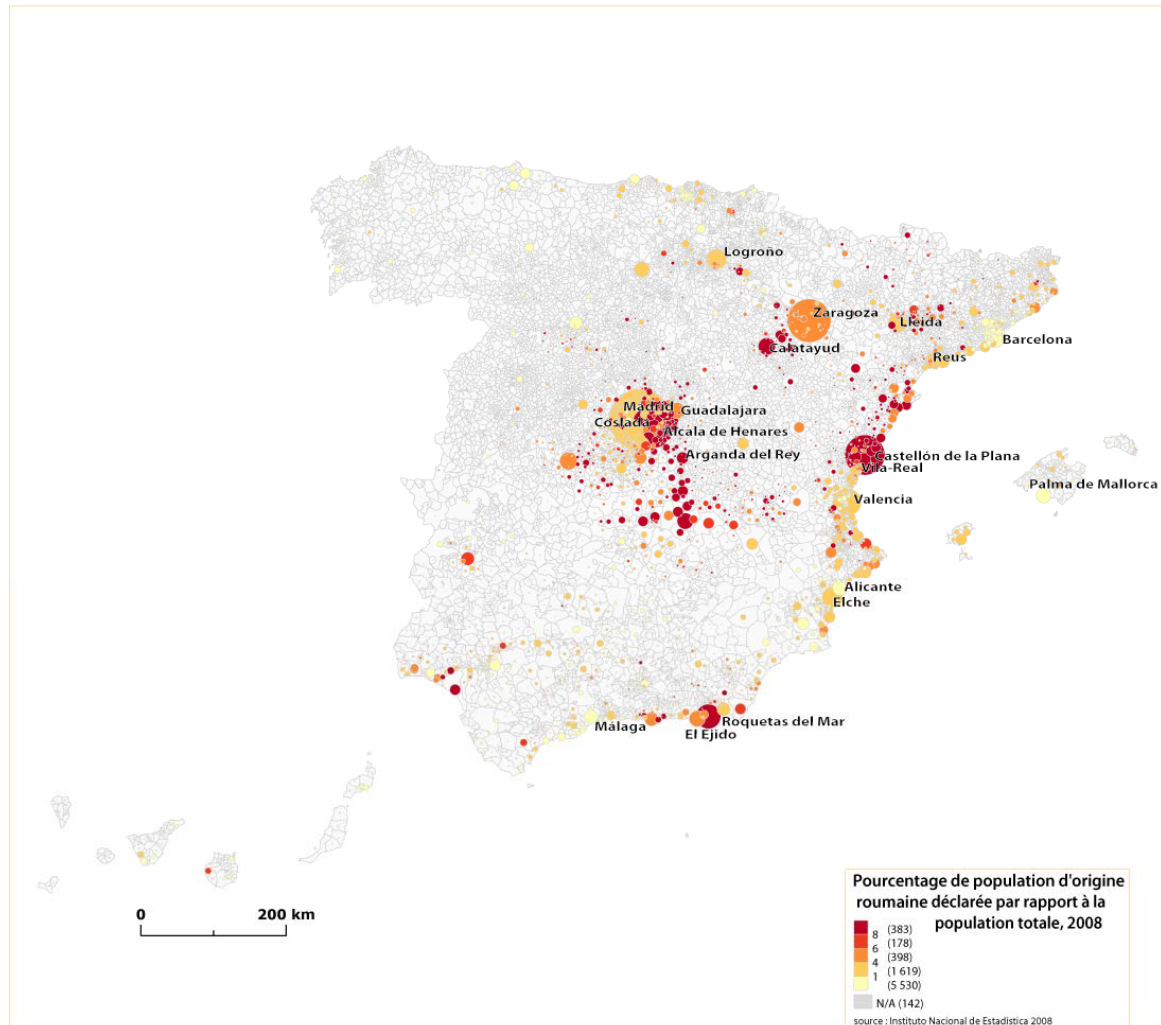 Logroño
Zaragoza
Lleida
Barcelona
Calatayud
Reus
Madrid
Guadalajara
Coslada
Alcala de Henares
Arganda del Rey
Castellón de la Plana
Vila-Real
Palma de Mallorca
Valencia
Alicante
Elche
Málaga
Roquetas del Mar
El Ejido
0 200 km
Pourcentage de population d'origine
roumaine déclarée par rapport à la
population totale, 2008
(383)
8
(178)
6
(398)
4
(1 619)
1
(5 530)
N/A (142)
source : Instituto Nacional de Estadística 2008